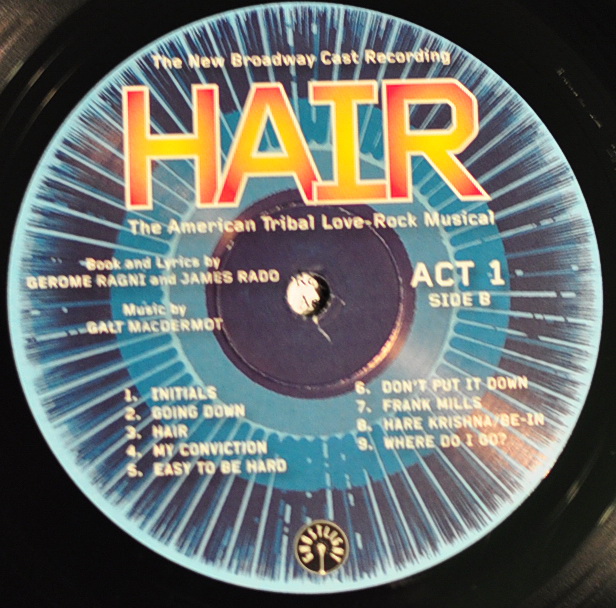 The New Broadway Cast Recording
HAIR
The American Tribal Love-Rock Musical
Book and Lyrics by
GEROME RAGNI and JAMES RADO
Music by
GALT MACDERMOT
ACT 1
SIDE B
1. INITIALS
2. GOING DOWN
3. HAIR
4. MY CONVICTION
5. EASY TO BE HARD
6. DON'T PUT IT DOWN
7. FRANK MILLS
8. HARE KRISHNA/BE-IN
9. WHERE DO I GO?
GHOSTLIGHT